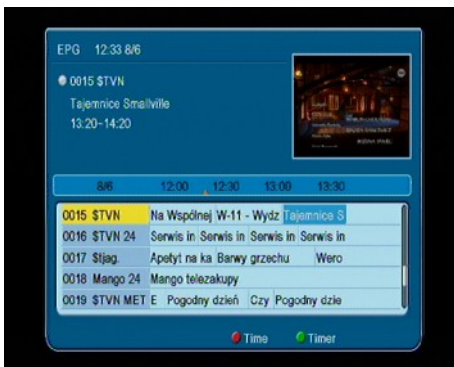 EPG 12:33 8/6
0015 $TVN
Tajemnice Smallville
13:20-14:20
8/6 12:00 12:30 13:00 13:30
0015 $TVN Na Wspólnej W-11 - Wydz Tajemnice S
0016 $TVN 24 Serwis in Serwis in Serwis in Serwis in
0017 $tjag. Apetyt na ka Barwy grzechu Wero
0018 Mango 24 Mango telezakupy
0019 $TVN MET E Pogodny dzień Czy Pogodny dzie
Time Timer